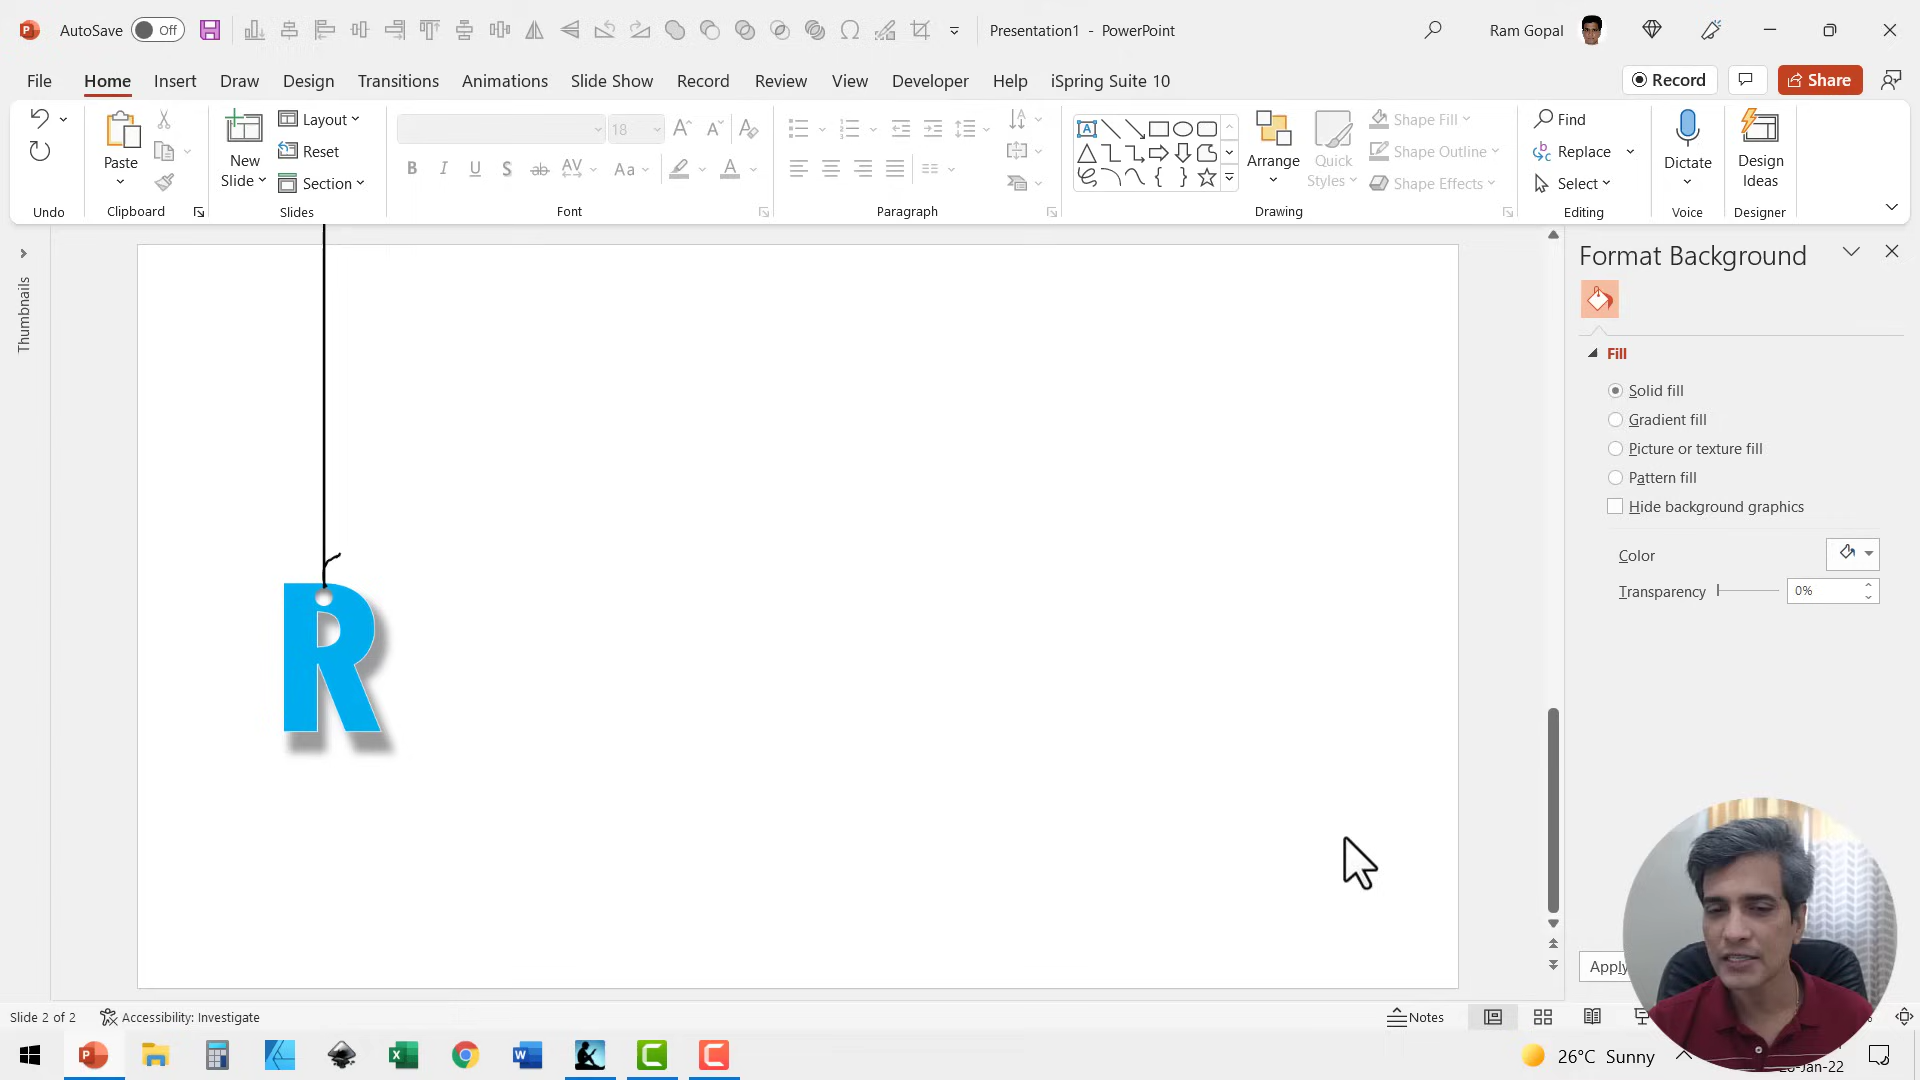 AutoSave Off Presentation1 - PowerPoint Ram Gopal
File Home Insert Draw Design Transitions Animations Slide Show Record Review View Developer Help iSpring Suite 10 Record Share
Paste
New Slide
Layout
Reset
Section
18
Aa
Arrange
Quick Styles
Shape Fill
Shape Outline
Shape Effects
Find
Replace
Select
Dictate
Design Ideas
Undo Clipboard Slides Font Paragraph Drawing Editing Voice Designer
Thumbnails
R
Format Background
Fill
Solid fill
Gradient fill
Picture or texture fill
Pattern fill
Hide background graphics
Color
Transparency 0%
Apply
Slide 2 of 2 Accessibility: Investigate Notes
26°C Sunny